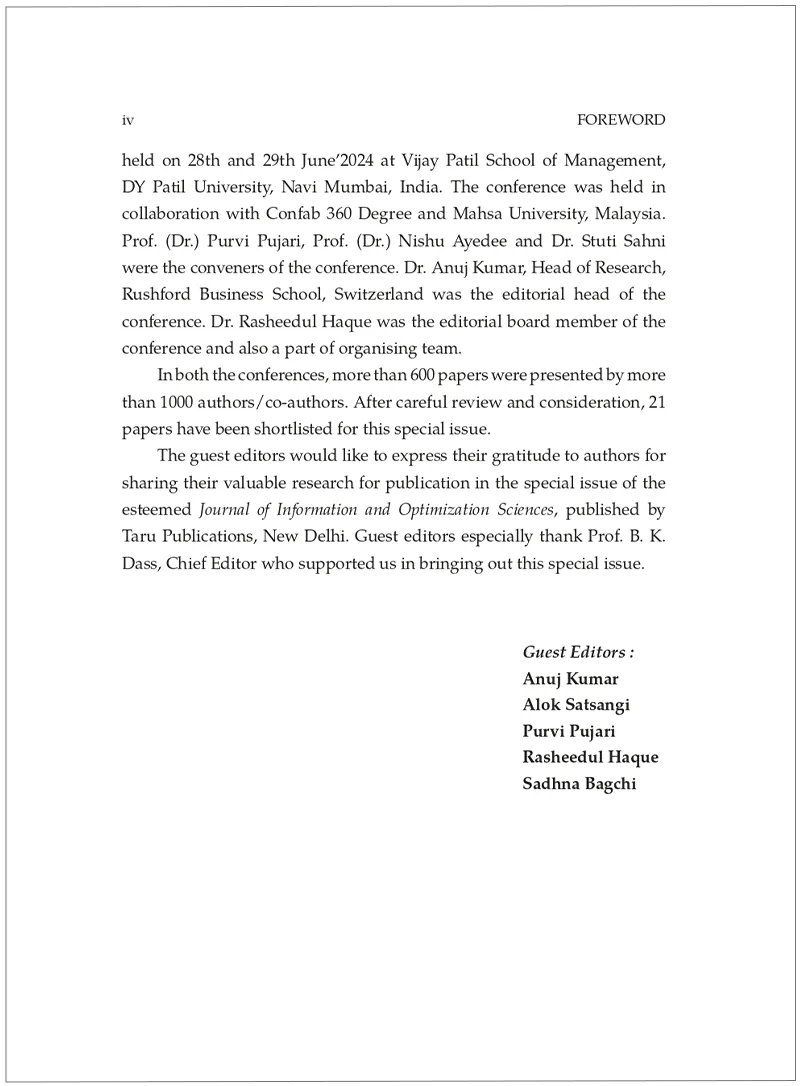 iv FOREWORD
held on 28th and 29th June’2024 at Vijay Patil School of Management,
DY Patil University, Navi Mumbai, India. The conference was held in
collaboration with Confab 360 Degree and Mahsa University, Malaysia.
Prof. (Dr.) Purvi Pujari, Prof. (Dr.) Nishu Ayedee and Dr. Stuti Sahni
were the conveners of the conference. Dr. Anuj Kumar, Head of Research,
Rushford Business School, Switzerland was the editorial head of the
conference. Dr. Rasheedul Haque was the editorial board member of the
conference and also a part of organising team.
In both the conferences, more than 600 papers were presented by more
than 1000 authors/co-authors. After careful review and consideration, 21
papers have been shortlisted for this special issue.
The guest editors would like to express their gratitude to authors for
sharing their valuable research for publication in the special issue of the
esteemed Journal of Information and Optimization Sciences, published by
Taru Publications, New Delhi. Guest editors especially thank Prof. B. K.
Dass, Chief Editor who supported us in bringing out this special issue.
Guest Editors :
Anuj Kumar
Alok Satsangi
Purvi Pujari
Rasheedul Haque
Sadhna Bagchi